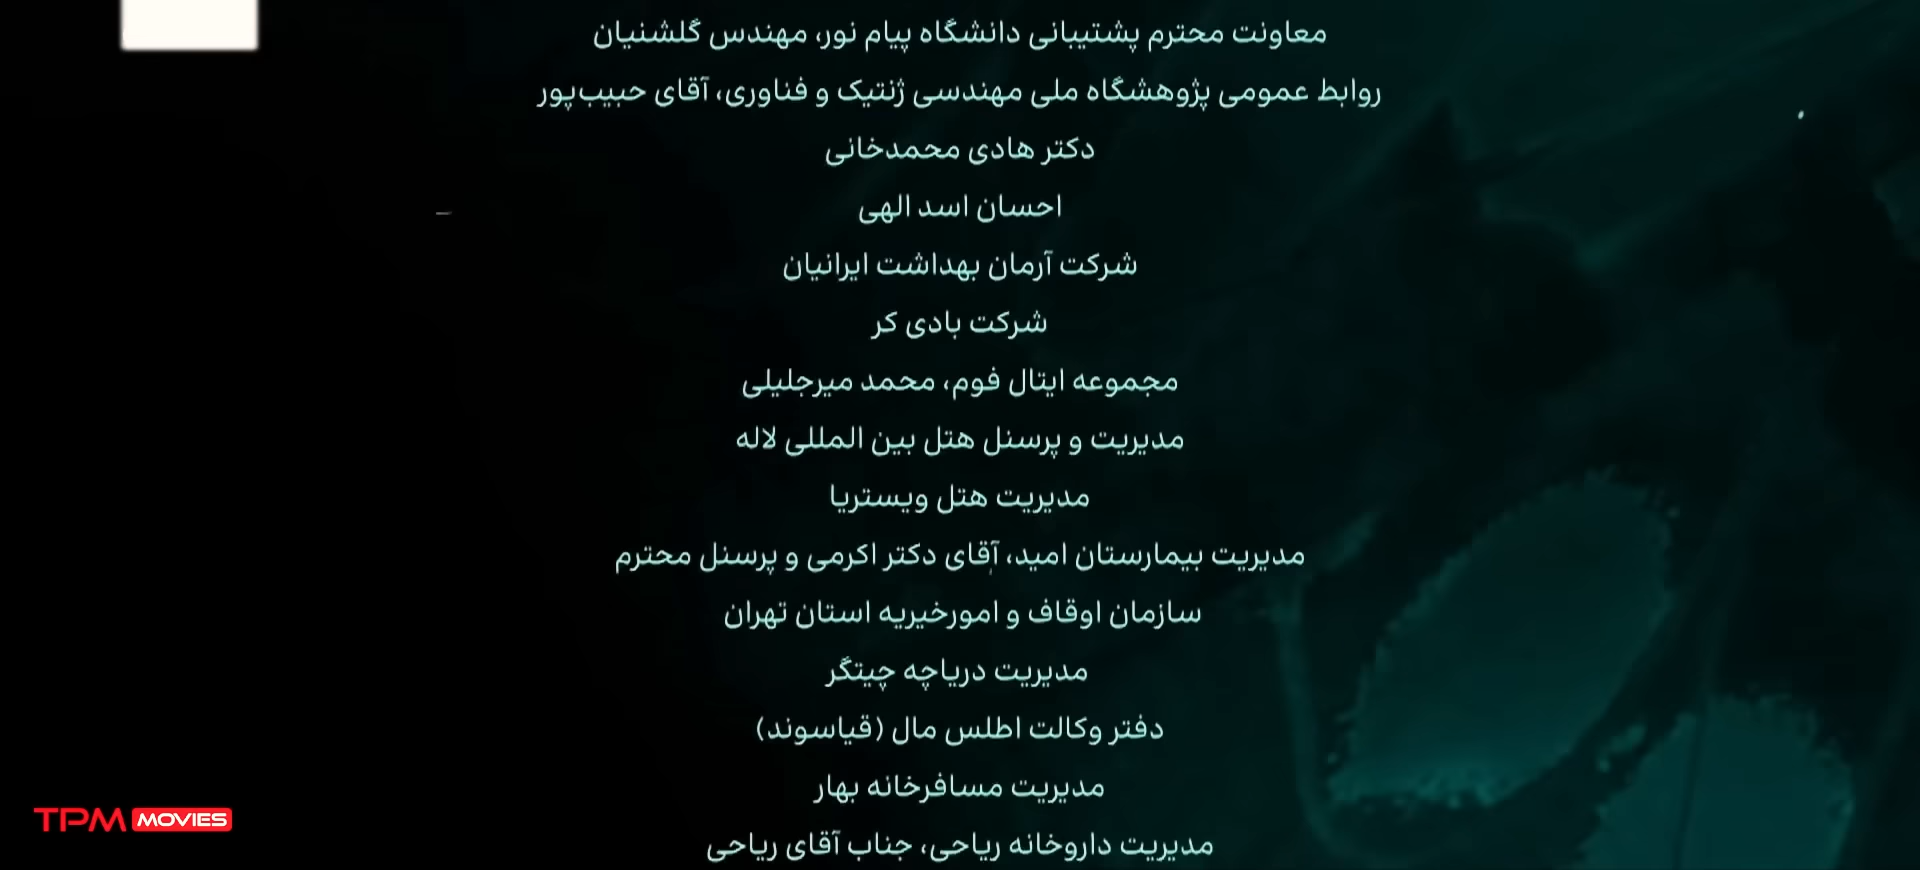 معاونت محترم پشتیبانی دانشگاه پیام نور، مهندس گلشنیان
روابط عمومی پژوهشگاه ملی مهندسی ژنتیک و فناوری، آقای حبیب‌پور
دکتر هادی محمدخانی
احسان اسد الهی
شرکت آرمان بهداشت ایرانیان
شرکت بادی کر
مجموعه ایتال فوم، محمد میرجلیلی
مدیریت و پرسنل هتل بین المللی لاله
مدیریت هتل ویستریا
مدیریت بیمارستان امید، آقای دکتر اکرمی و پرسنل محترم
سازمان اوقاف و امورخیریه استان تهران
مدیریت دریاچه چیتگر
دفتر وکالت اطلس مال (قیاسوند)
مدیریت مسافرخانه بهار
مدیریت داروخانه ریاحی، جناب آقای ریاحی
TPM MOVIES